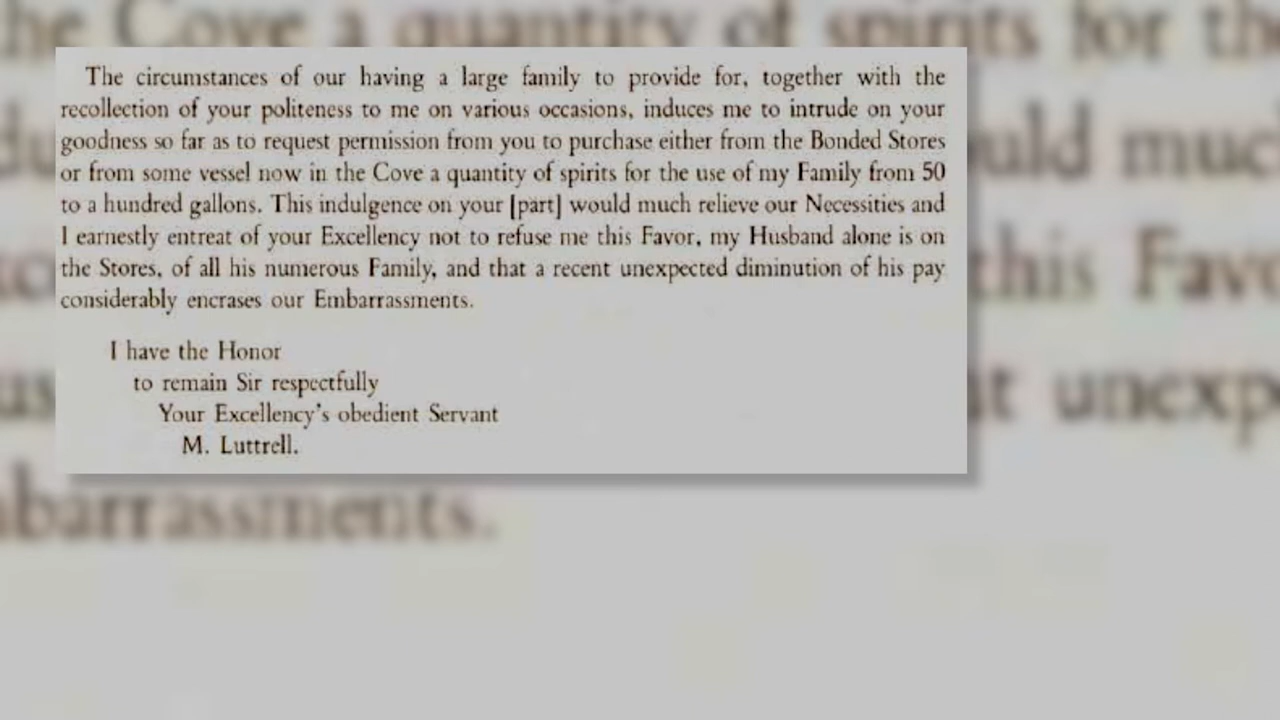 The circumstances of our having a large family to provide for, together with the
recollection of your politeness to me on various occasions, induces me to intrude on your
goodness so far as to request permission from you to purchase either from the Bonded Stores
or from some vessel now in the Cove a quantity of spirits for the use of my Family from 50
to a hundred gallons. This indulgence on your [part] would much relieve our Necessities and
I earnestly entreat of your Excellency not to refuse me this Favor, my Husband alone is on
the Stores, of all his numerous Family, and that a recent unexpected diminution of his pay
considerably encrases our Embarrassments.
I have the Honor
to remain Sir respectfully
Your Excellency's obedient Servant
M. Luttrell.